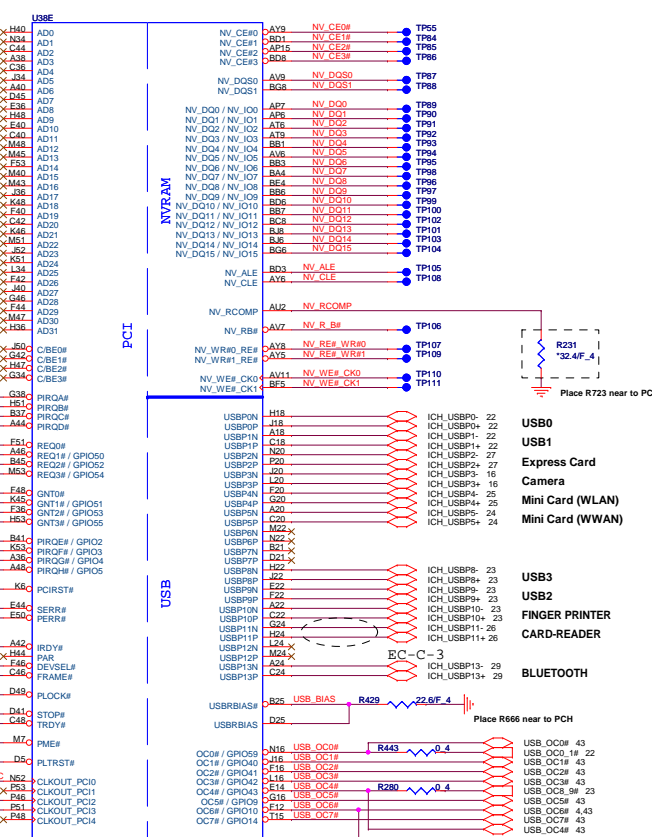 U38E
H40 AD0 NV_CE#0 AY9 NV_CE0# TP55
N34 AD1 NV_CE#1 BD1 NV_CE1# TP84
C44 AD2 NV_CE#2 AP15 NV_CE2# TP85
A38 AD3 NV_CE#3 BD8 NV_CE3# TP86
C36 AD4
J34 AD5 NV_DQS0 AV9 NV_DQS0 TP87
A40 AD6 NV_DQS1 BG8 NV_DQS1 TP88
D45 AD7
E36 AD8 NV_DQ0 / NV_IO0 AP7 NV_DQ0 TP89
H48 AD9 NV_DQ1 / NV_IO1 AP6 NV_DQ1 TP90
E40 AD10 NV_DQ2 / NV_IO2 AT6 NV_DQ2 TP91
C40 AD11 NV_DQ3 / NV_IO3 AT9 NV_DQ3 TP92
M48 AD12 NV_DQ4 / NV_IO4 BB1 NV_DQ4 TP93
M45 AD13 NV_DQ5 / NV_IO5 AV6 NV_DQ5 TP94
F53 AD14 NV_DQ6 / NV_IO6 BB3 NV_DQ6 TP95
M40 AD15 NV_DQ7 / NV_IO7 BA4 NV_DQ7 TP98
M43 AD16 NV_DQ8 / NV_IO8 BE4 NV_DQ8 TP96
J36 AD17 NV_DQ9 / NV_IO9 BB6 NV_DQ9 TP97
K48 AD18 NV_DQ10 / NV_IO10 BD6 NV_DQ10 TP99
F40 AD19 NV_DQ11 / NV_IO11 BB7 NV_DQ11 TP100
C42 AD20 NV_DQ12 / NV_IO12 BC8 NV_DQ12 TP102
K46 AD21 NV_DQ13 / NV_IO13 BJ8 NV_DQ13 TP101
M51 AD22 NV_DQ14 / NV_IO14 BJ6 NV_DQ14 TP103
J52 AD23 NV_DQ15 / NV_IO15 BG6 NV_DQ15 TP104
K51 AD24
L34 AD25 NV_ALE BD3 NV_ALE TP105
F42 AD26 NV_CLE AY6 NV_CLE TP108
J40 AD27
G46 AD28
F44 AD29 NV_RCOMP AU2 NV_RCOMP
M47 AD30
H36 AD31 NV_RB# AV7 NV_R_B# TP106
NVRAM
PCI
J50 C/BE0# NV_WR#0_RE# AY8 NV_RE#_WR#0 TP107
G42 C/BE1# NV_WR#1_RE# AY5 NV_RE#_WR#1 TP109
H47 C/BE2# NV_WE#_CK0 AV11 NV_WE#_CK0 TP110
G34 C/BE3# NV_WE#_CK1 BF5 NV_WE#_CK1 TP111
R231
*32.4/F_4
Place R723 near to PC
G38 PIRQA#
H51 PIRQB#
B37 PIRQC#
A44 PIRQD#
F51 REQ0#
A46 REQ1# / GPIO50
B45 REQ2# / GPIO52
M53 REQ3# / GPIO54
F48 GNT0#
K45 GNT1# / GPIO51
F36 GNT2# / GPIO53
H53 GNT3# / GPIO55
B41 PIRQE# / GPIO2
K53 PIRQF# / GPIO3
A36 PIRQG# / GPIO4
A48 PIRQH# / GPIO5
K6 PCIRST#
E44 SERR#
E50 PERR#
A42 IRDY#
H44 PAR
F46 DEVSEL#
C46 FRAME#
D49 PLOCK#
D41 STOP#
C48 TRDY#
M7 PME#
D5 PLTRST#
N52 CLKOUT_PCI0
P53 CLKOUT_PCI1
P46 CLKOUT_PCI2
P51 CLKOUT_PCI3
P48 CLKOUT_PCI4
USB
USBP0N H18 ICH_USBP0- 22
USBP0P J18 ICH_USBP0+ 22 USB0
USBP1N A18 ICH_USBP1- 22
USBP1P C18 ICH_USBP1+ 22 USB1
USBP2N N20 ICH_USBP2- 27
USBP2P P20 ICH_USBP2+ 27 Express Card
USBP3N J20 ICH_USBP3- 16
USBP3P L20 ICH_USBP3+ 16 Camera
USBP4N F20 ICH_USBP4- 25
USBP4P G20 ICH_USBP4+ 25 Mini Card (WLAN)
USBP5N A20 ICH_USBP5- 24
USBP5P C20 ICH_USBP5+ 24 Mini Card (WWAN)
USBP6N M22
USBP6P N22
USBP7N B21
USBP7P D21
USBP8N H22 ICH_USBP8- 23
USBP8P J22 ICH_USBP8+ 23 USB3
USBP9N E22 ICH_USBP9- 23
USBP9P F22 ICH_USBP9+ 23 USB2
USBP10N A22 ICH_USBP10- 23
USBP10P C22 ICH_USBP10+ 23 FINGER PRINTER
USBP11N G24 ICH_USBP11- 26
USBP11P H24 ICH_USBP11+ 26 CARD-READER
USBP12N L24
USBP12P M24 EC-C-3
USBP13N A24 ICH_USBP13- 29
USBP13P C24 ICH_USBP13+ 29 BLUETOOTH
USBRBIAS# B25 USB_BIAS R429 22.6/F_4
USBRBIAS D25 Place R666 near to PCH
OC0# / GPIO59 N16 USB_OC0# R443 0_4 USB_OC0# 43
OC1# / GPIO40 J16 USB_OC1# USB_OC0_1# 22
OC2# / GPIO41 F16 USB_OC2# USB_OC1# 43
OC3# / GPIO42 L16 USB_OC3# USB_OC2# 43
OC4# / GPIO43 E14 USB_OC4# R280 0_4 USB_OC3# 43
OC5# / GPIO9 G16 USB_OC5# USB_OC8_9# 23
OC6# / GPIO10 F12 USB_OC6# USB_OC5# 43
OC7# / GPIO14 T15 USB_OC7# USB_OC6# 4,43
USB_OC7# 43
USB_OC4# 43